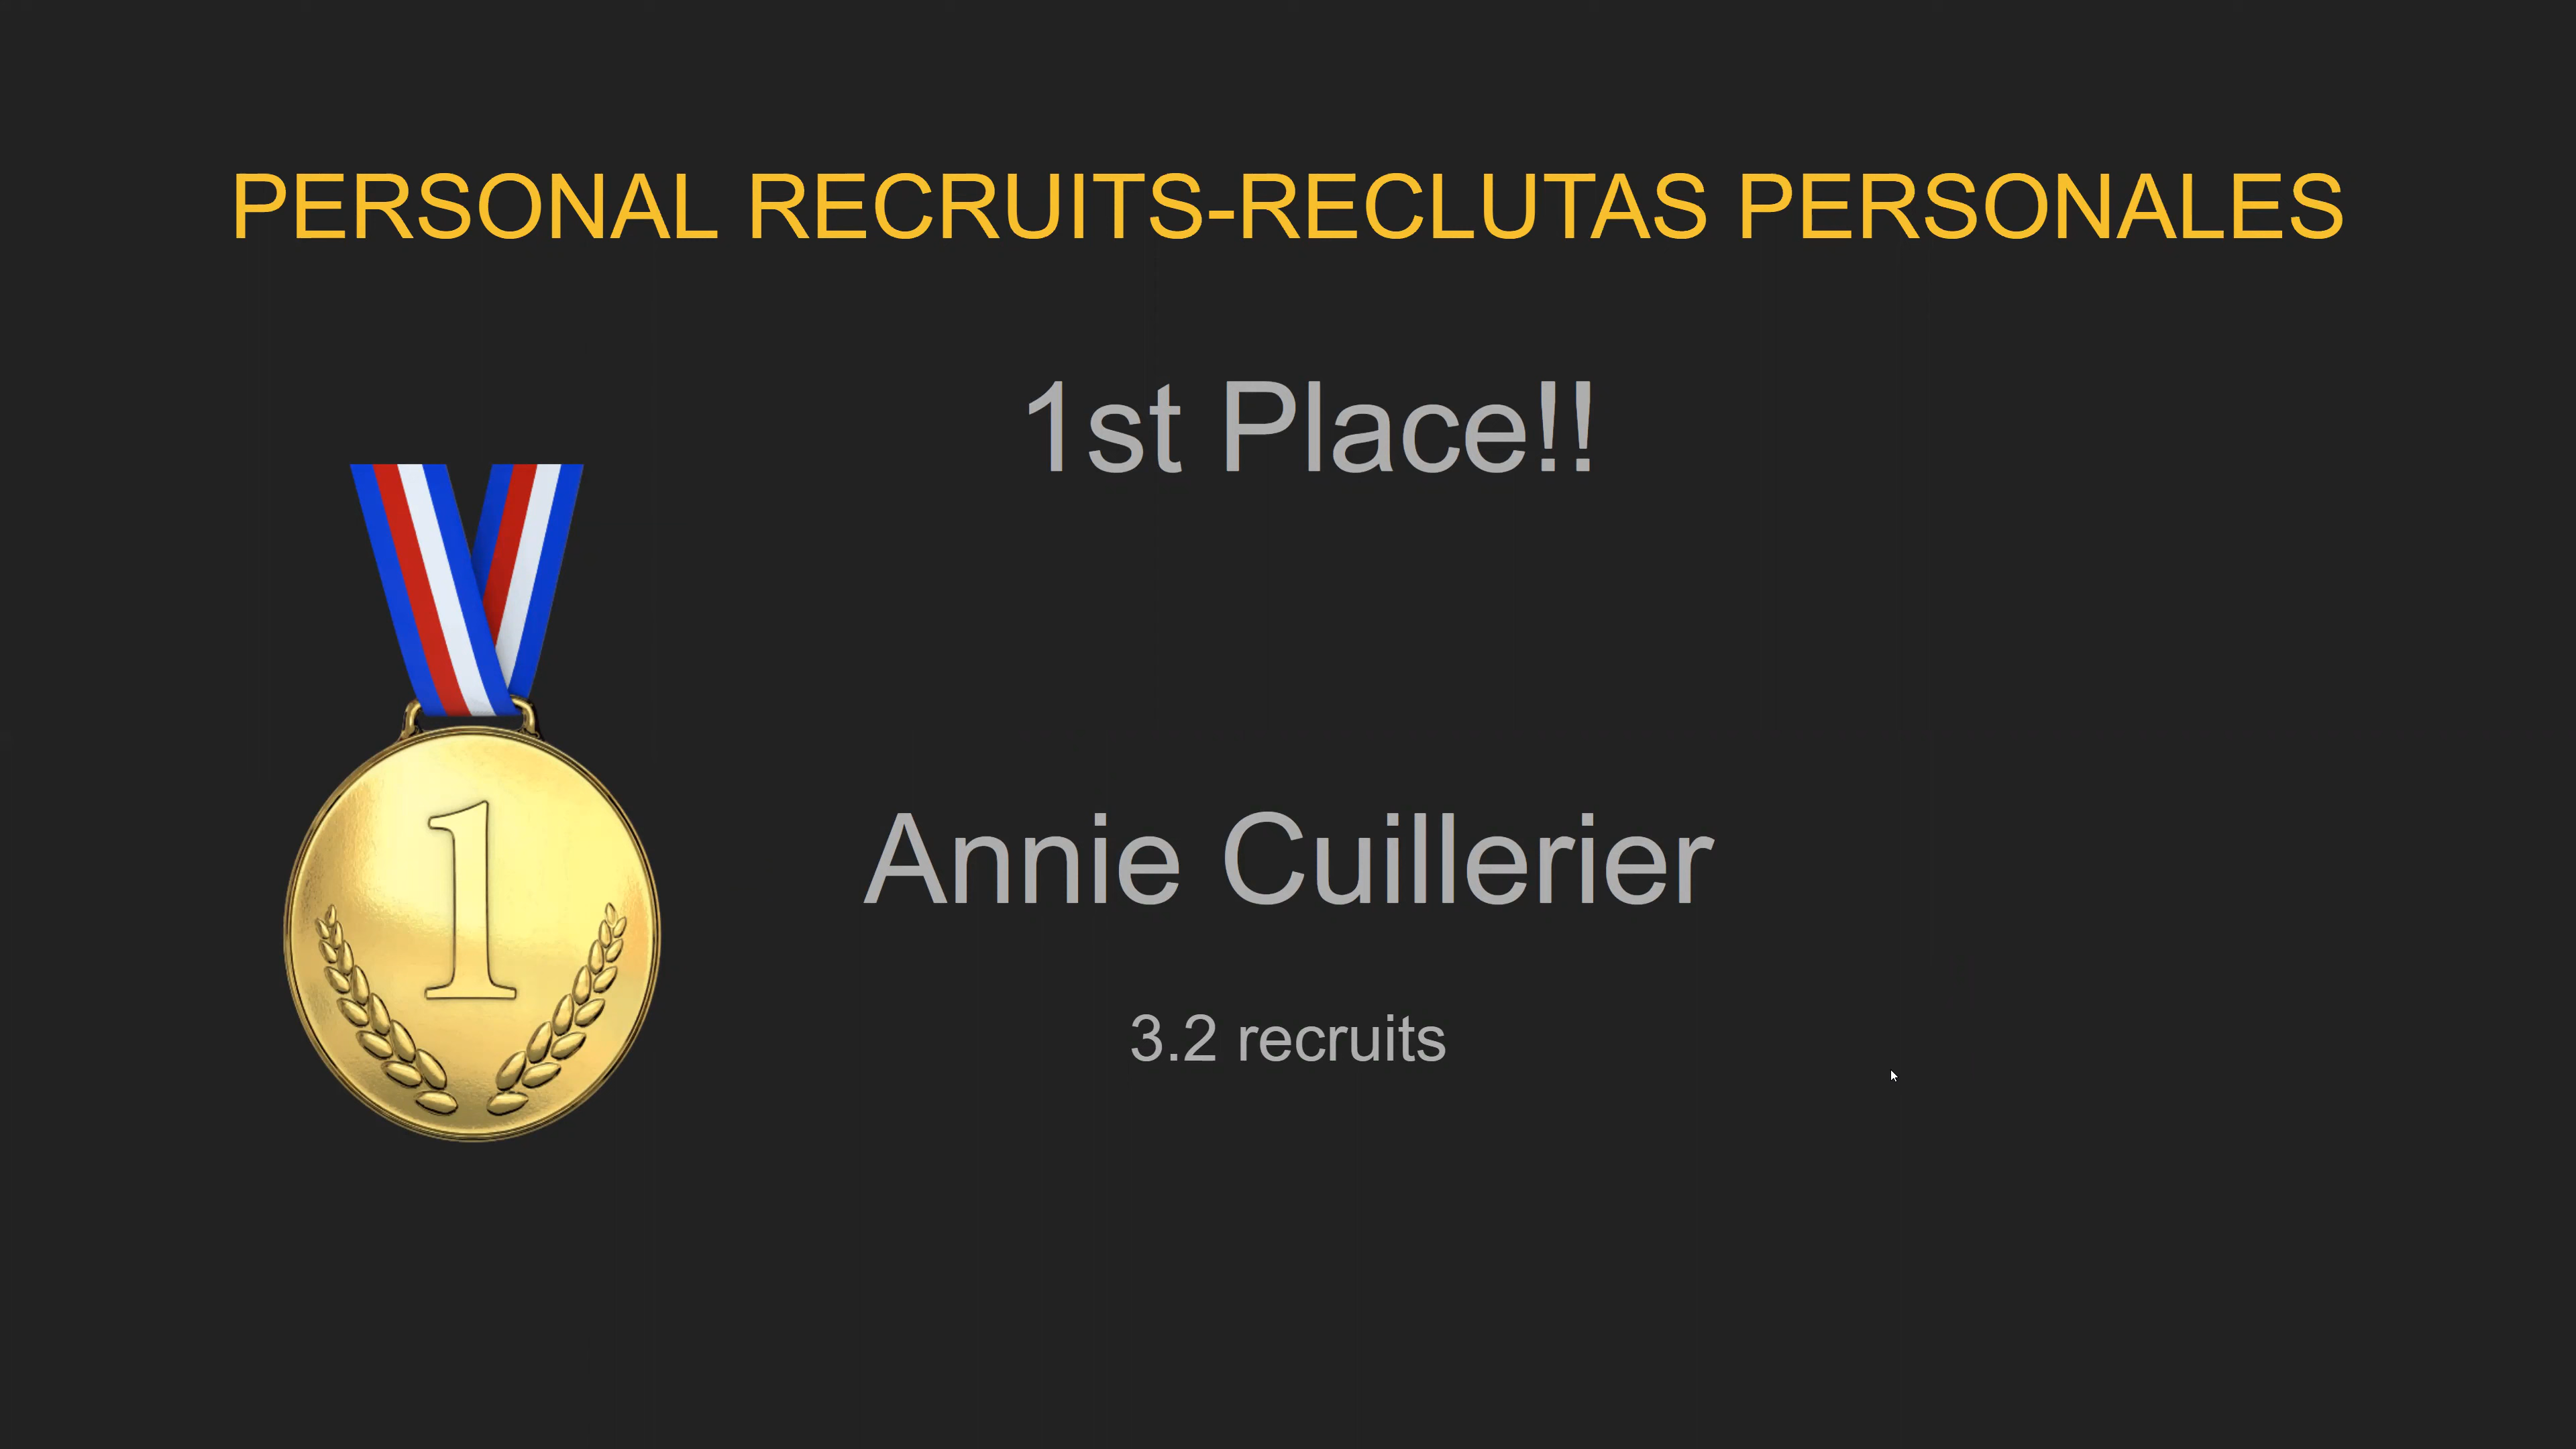 PERSONAL RECRUITS-RECLUTAS PERSONALES
1st Place!!
1
Annie Cuillerier
3.2 recruits